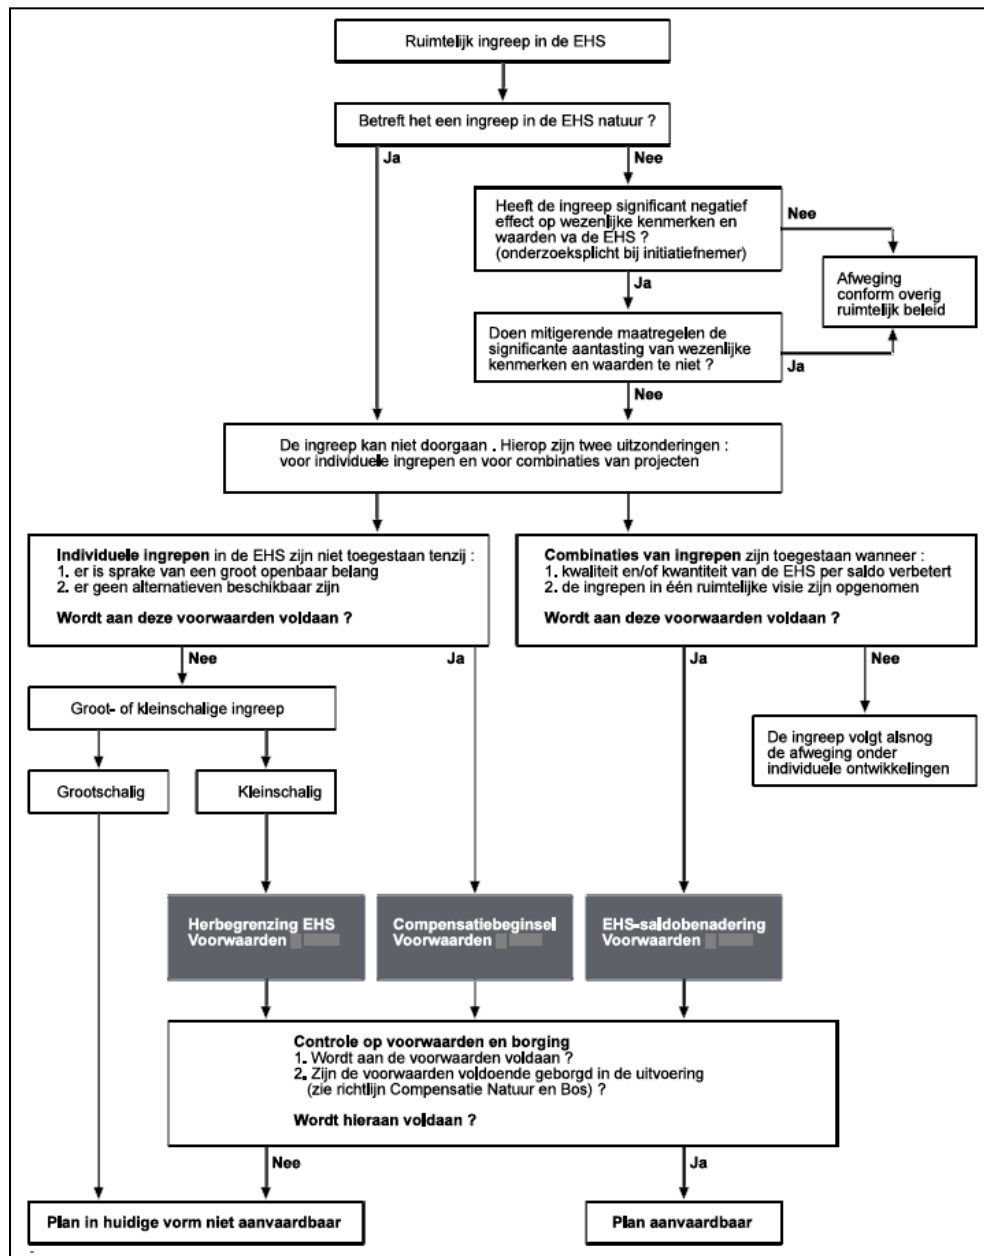 Ruimtelijk ingreep in de EHS
Betreft het een ingreep in de EHS natuur ?
Ja
Nee
Heeft de ingreep significant negatief
effect op wezenlijke kenmerken en
waarden va de EHS ?
(onderzoeksplicht bij initiatiefnemer)
Nee
Afweging
conform overig
ruimtelijk beleid
Ja
Doen mitigerende maatregelen de
significante aantasting van wezenlijke
kenmerken en waarden te niet ?
Ja
Nee
De ingreep kan niet doorgaan . Hierop zijn twee uitzonderingen :
voor individuele ingrepen en voor combinaties van projecten
Individuele ingrepen in de EHS zijn niet toegestaan tenzij :
1. er is sprake van een groot openbaar belang
2. er geen alternatieven beschikbaar zijn
Wordt aan deze voorwaarden voldaan ?
Combinaties van ingrepen zijn toegestaan wanneer :
1. kwaliteit en/of kwantiteit van de EHS per saldo verbetert
2. de ingrepen in één ruimtelijke visie zijn opgenomen
Wordt aan deze voorwaarden voldaan ?
Nee
Ja
Ja
Nee
Groot- of kleinschalige ingreep
De ingreep volgt alsnog
de afweging onder
individuele ontwikkelingen
Grootschalig
Kleinschalig
Herbegrenzing EHS
Voorwaarden
Compensatiebeginsel
Voorwaarden
EHS-saldobenadering
Voorwaarden
Controle op voorwaarden en borging
1. Wordt aan de voorwaarden voldaan ?
2. Zijn de voorwaarden voldoende geborgd in de uitvoering
(zie richtlijn Compensatie Natuur en Bos) ?
Wordt hieraan voldaan ?
Nee
Ja
Plan in huidige vorm niet aanvaardbaar
Plan aanvaardbaar